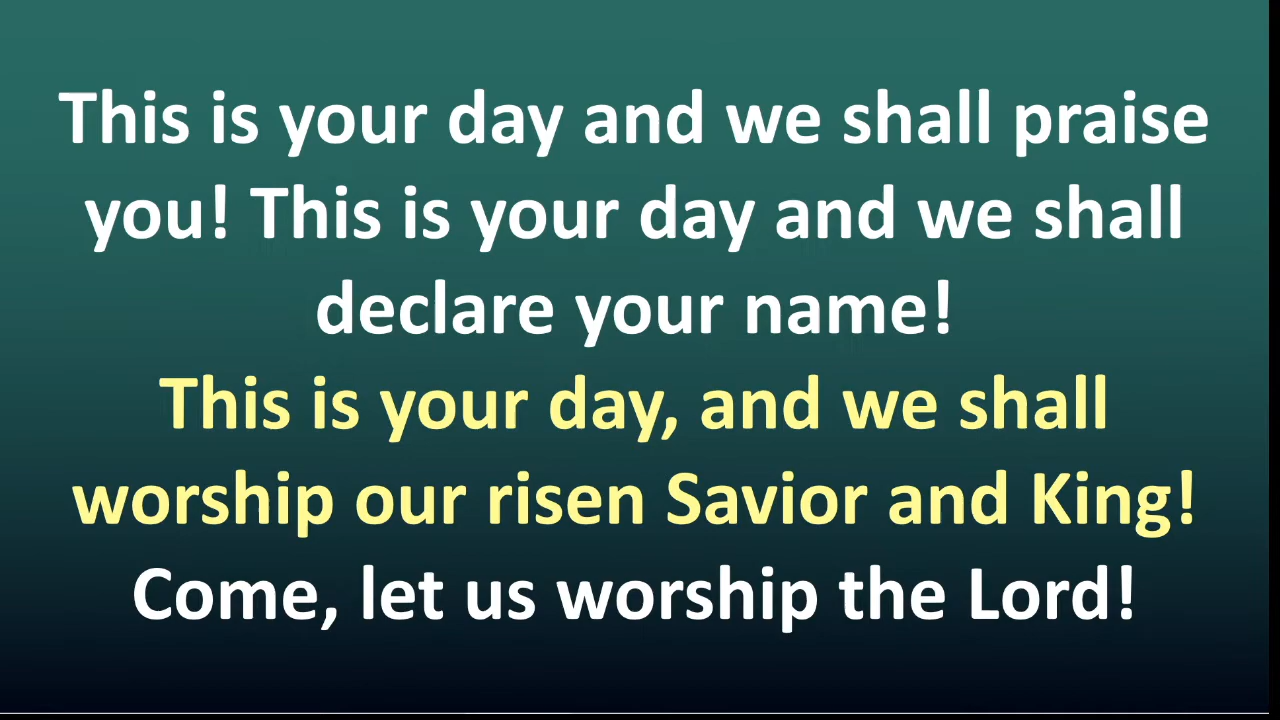 This is your day and we shall praise
you! This is your day and we shall
declare your name!
This is your day, and we shall
worship our risen Savior and King!
Come, let us worship the Lord!